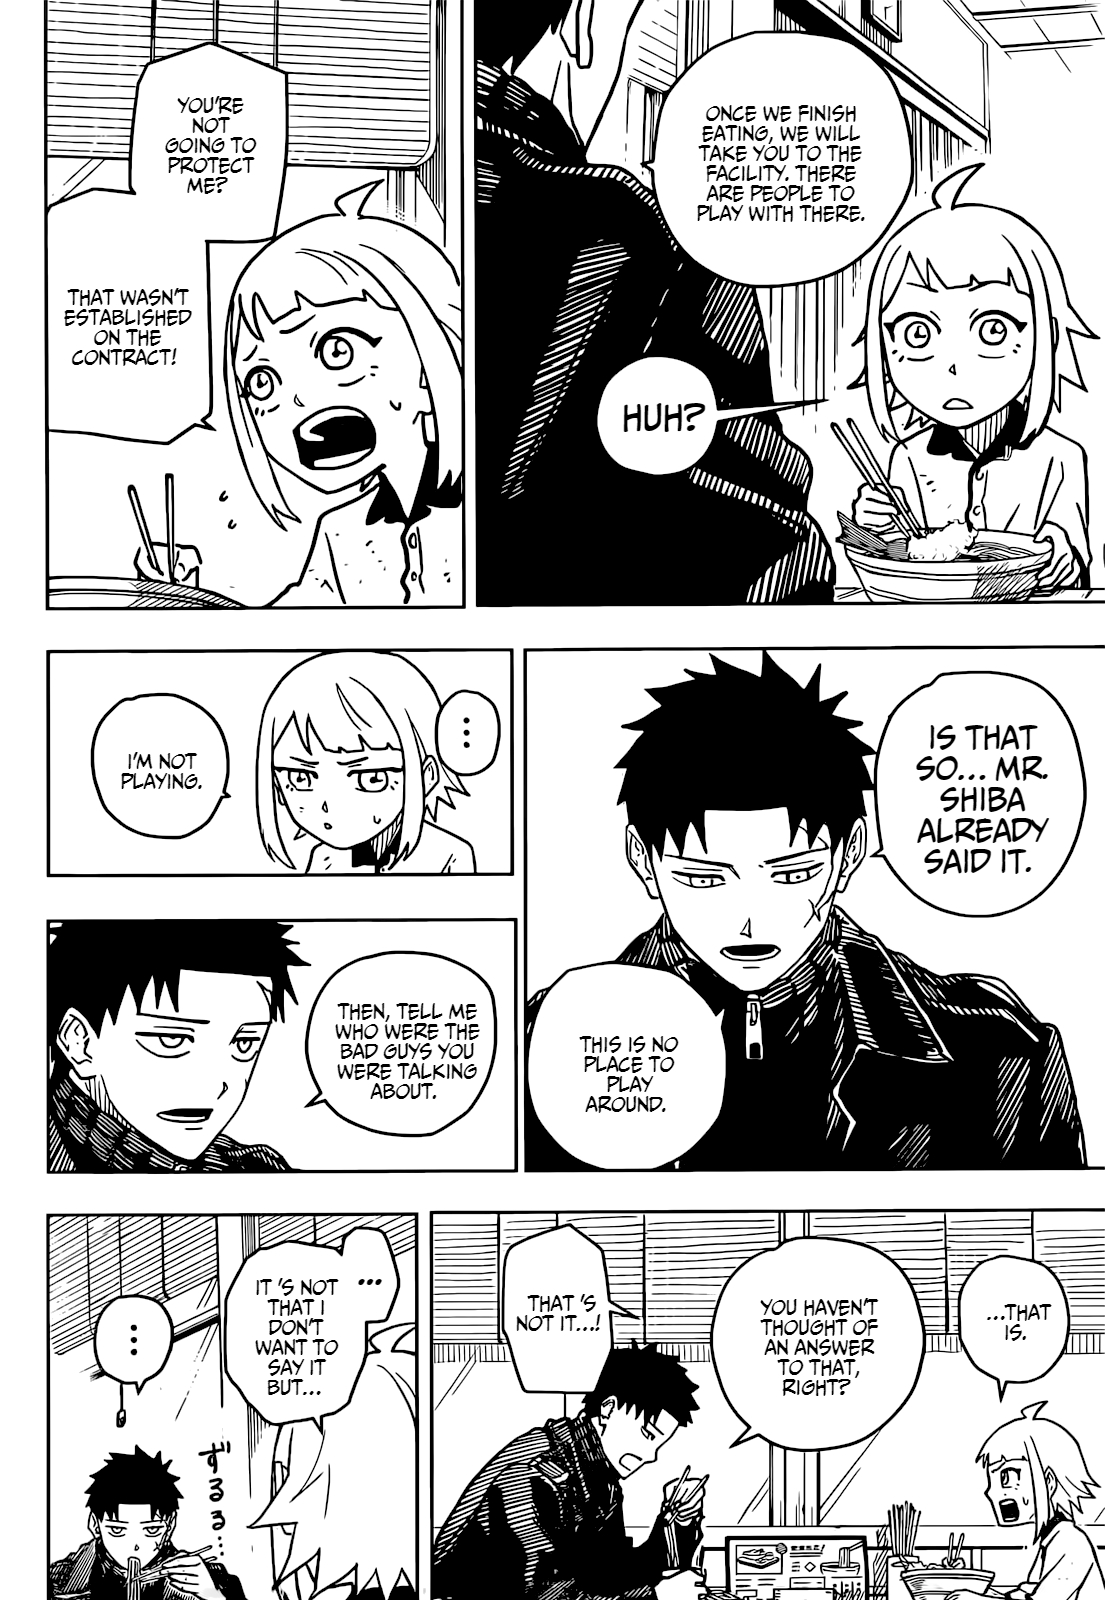 ONCE WE FINISH
EATING, WE WILL
TAKE YOU TO THE
FACILITY. THERE
ARE PEOPLE TO
PLAY WITH THERE.
HUH?
YOU'RE
NOT
GOING TO
PROTECT
ME?
THAT WASN'T
ESTABLISHED
ON THE
CONTRACT!
IS THAT
SO... MR.
SHIBA
ALREADY
SAID IT.
THIS IS NO
PLACE TO
PLAY
AROUND.
...
I'M NOT
PLAYING.
THEN, TELL ME
WHO WERE THE
BAD GUYS YOU
WERE TALKING
ABOUT.
...THAT
IS.
YOU HAVEN'T
THOUGHT OF
AN ANSWER
TO THAT,
RIGHT?
THAT 'S
NOT IT...!
...
IT 'S NOT
THAT I
DON'T
WANT TO
SAY IT
BUT...
...
ずるる...